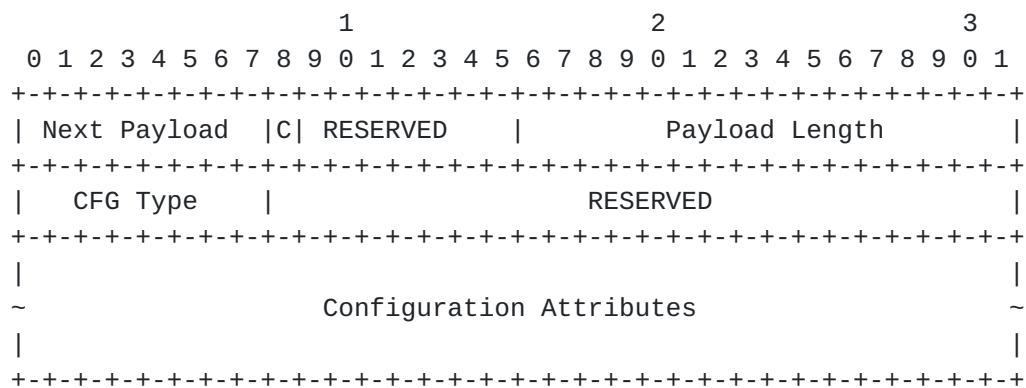 1                   2                   3
 0 1 2 3 4 5 6 7 8 9 0 1 2 3 4 5 6 7 8 9 0 1 2 3 4 5 6 7 8 9 0 1
+-+-+-+-+-+-+-+-+-+-+-+-+-+-+-+-+-+-+-+-+-+-+-+-+-+-+-+-+-+-+-+-+
| Next Payload  |C| RESERVED    |         Payload Length        |
+-+-+-+-+-+-+-+-+-+-+-+-+-+-+-+-+-+-+-+-+-+-+-+-+-+-+-+-+-+-+-+-+
|   CFG Type    |                    RESERVED                   |
+-+-+-+-+-+-+-+-+-+-+-+-+-+-+-+-+-+-+-+-+-+-+-+-+-+-+-+-+-+-+-+-+
|                                                               |
~                   Configuration Attributes                    ~
|                                                               |
+-+-+-+-+-+-+-+-+-+-+-+-+-+-+-+-+-+-+-+-+-+-+-+-+-+-+-+-+-+-+-+-+